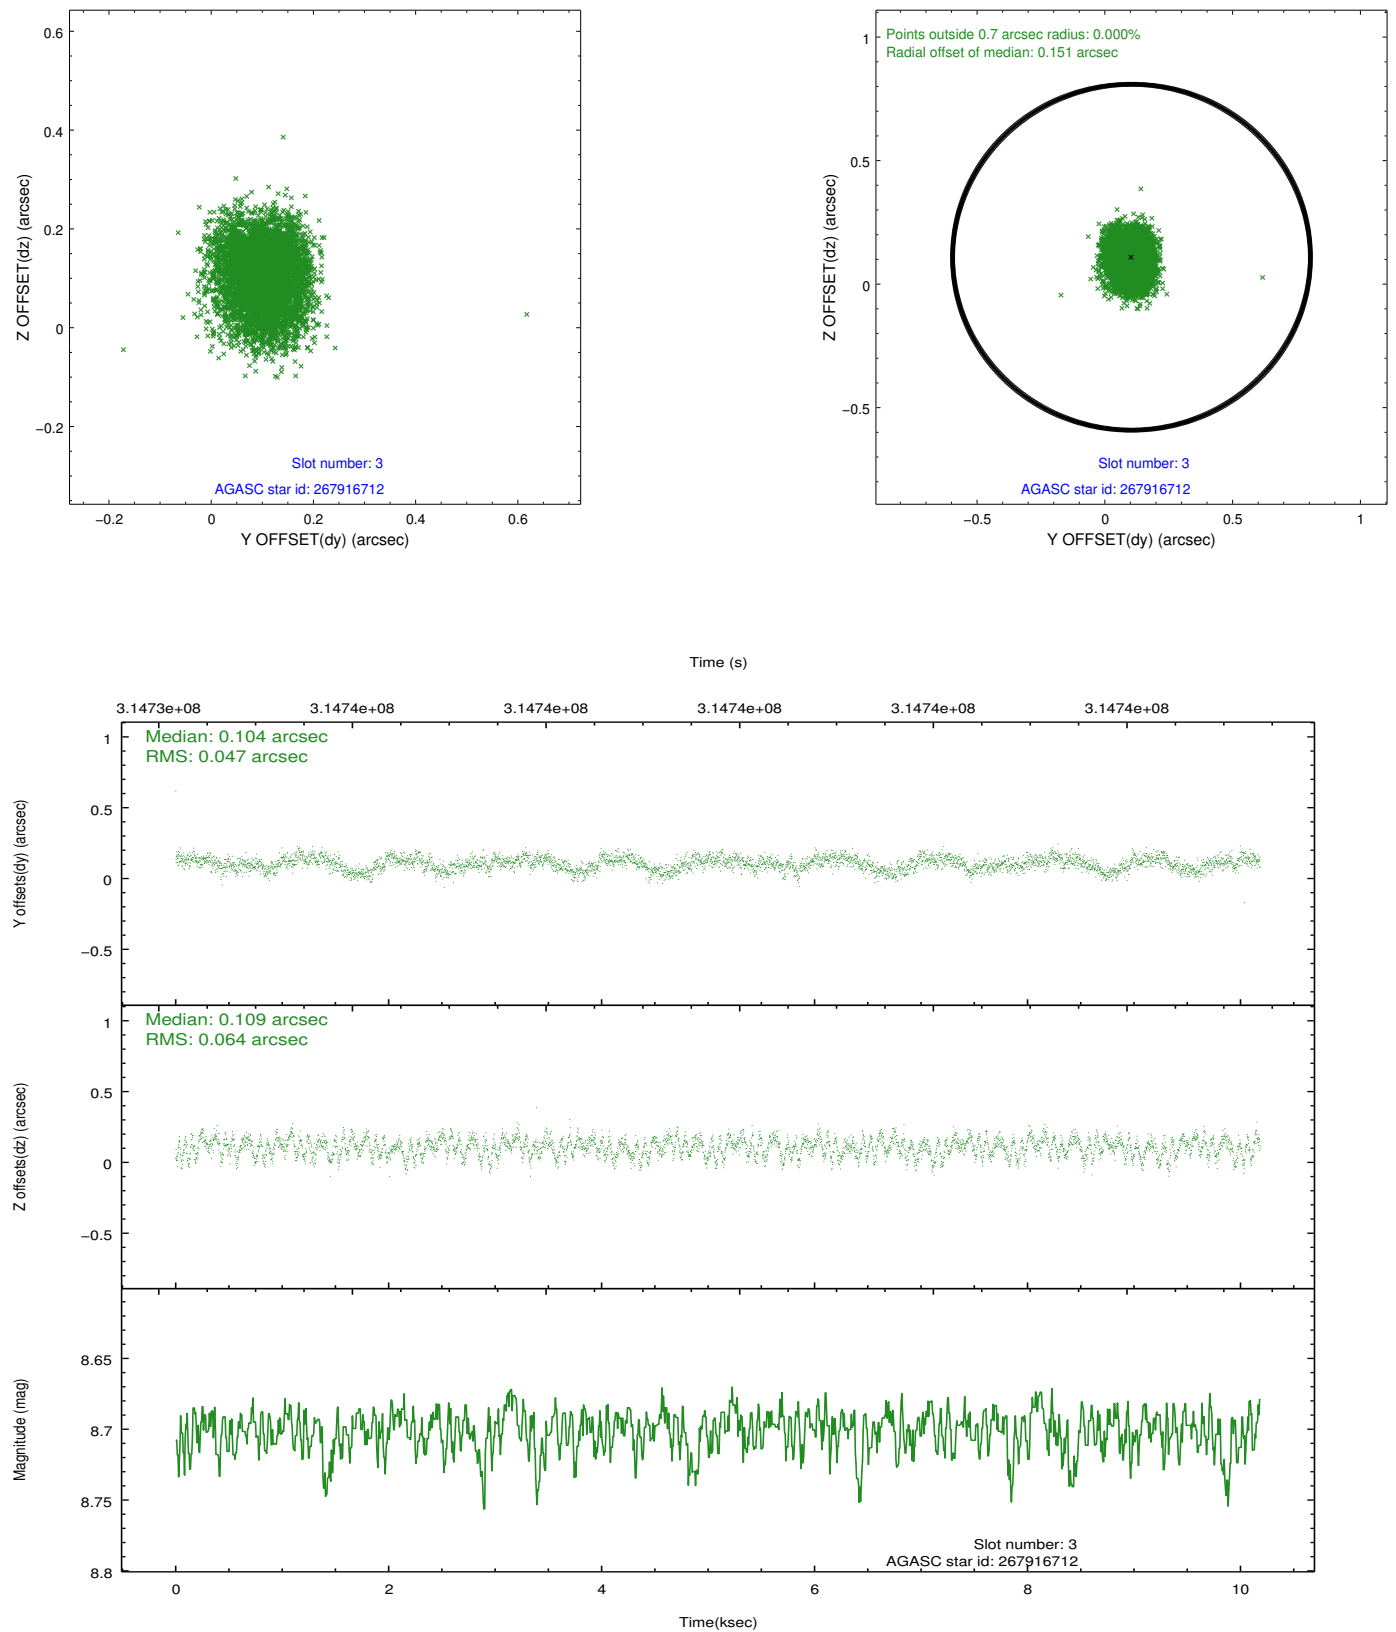 0.6
0.4
0.2
0
−0.2
Z OFFSET(dz) (arcsec)
Slot number: 3
AGASC star id: 267916712
−0.2 0 0.2 0.4 0.6
Y OFFSET(dy) (arcsec)
Points outside 0.7 arcsec radius: 0.000%
Radial offset of median: 0.151 arcsec
1
0.5
0
−0.5
Z OFFSET(dz) (arcsec)
Slot number: 3
AGASC star id: 267916712
−0.5 0 0.5 1
Y OFFSET(dy) (arcsec)
Time (s)
3.1473e+08 3.1474e+08 3.1474e+08 3.1474e+08 3.1474e+08 3.1474e+08
Median: 0.104 arcsec
RMS: 0.047 arcsec
1
0.5
0
−0.5
Y offsets(dy) (arcsec)
Median: 0.109 arcsec
RMS: 0.064 arcsec
1
0.5
0
−0.5
Z offsets(dz) (arcsec)
8.65
8.7
8.75
8.8
Magnitude (mag)
Slot number: 3
AGASC star id: 267916712
0 2 4 6 8 10
Time(ksec)